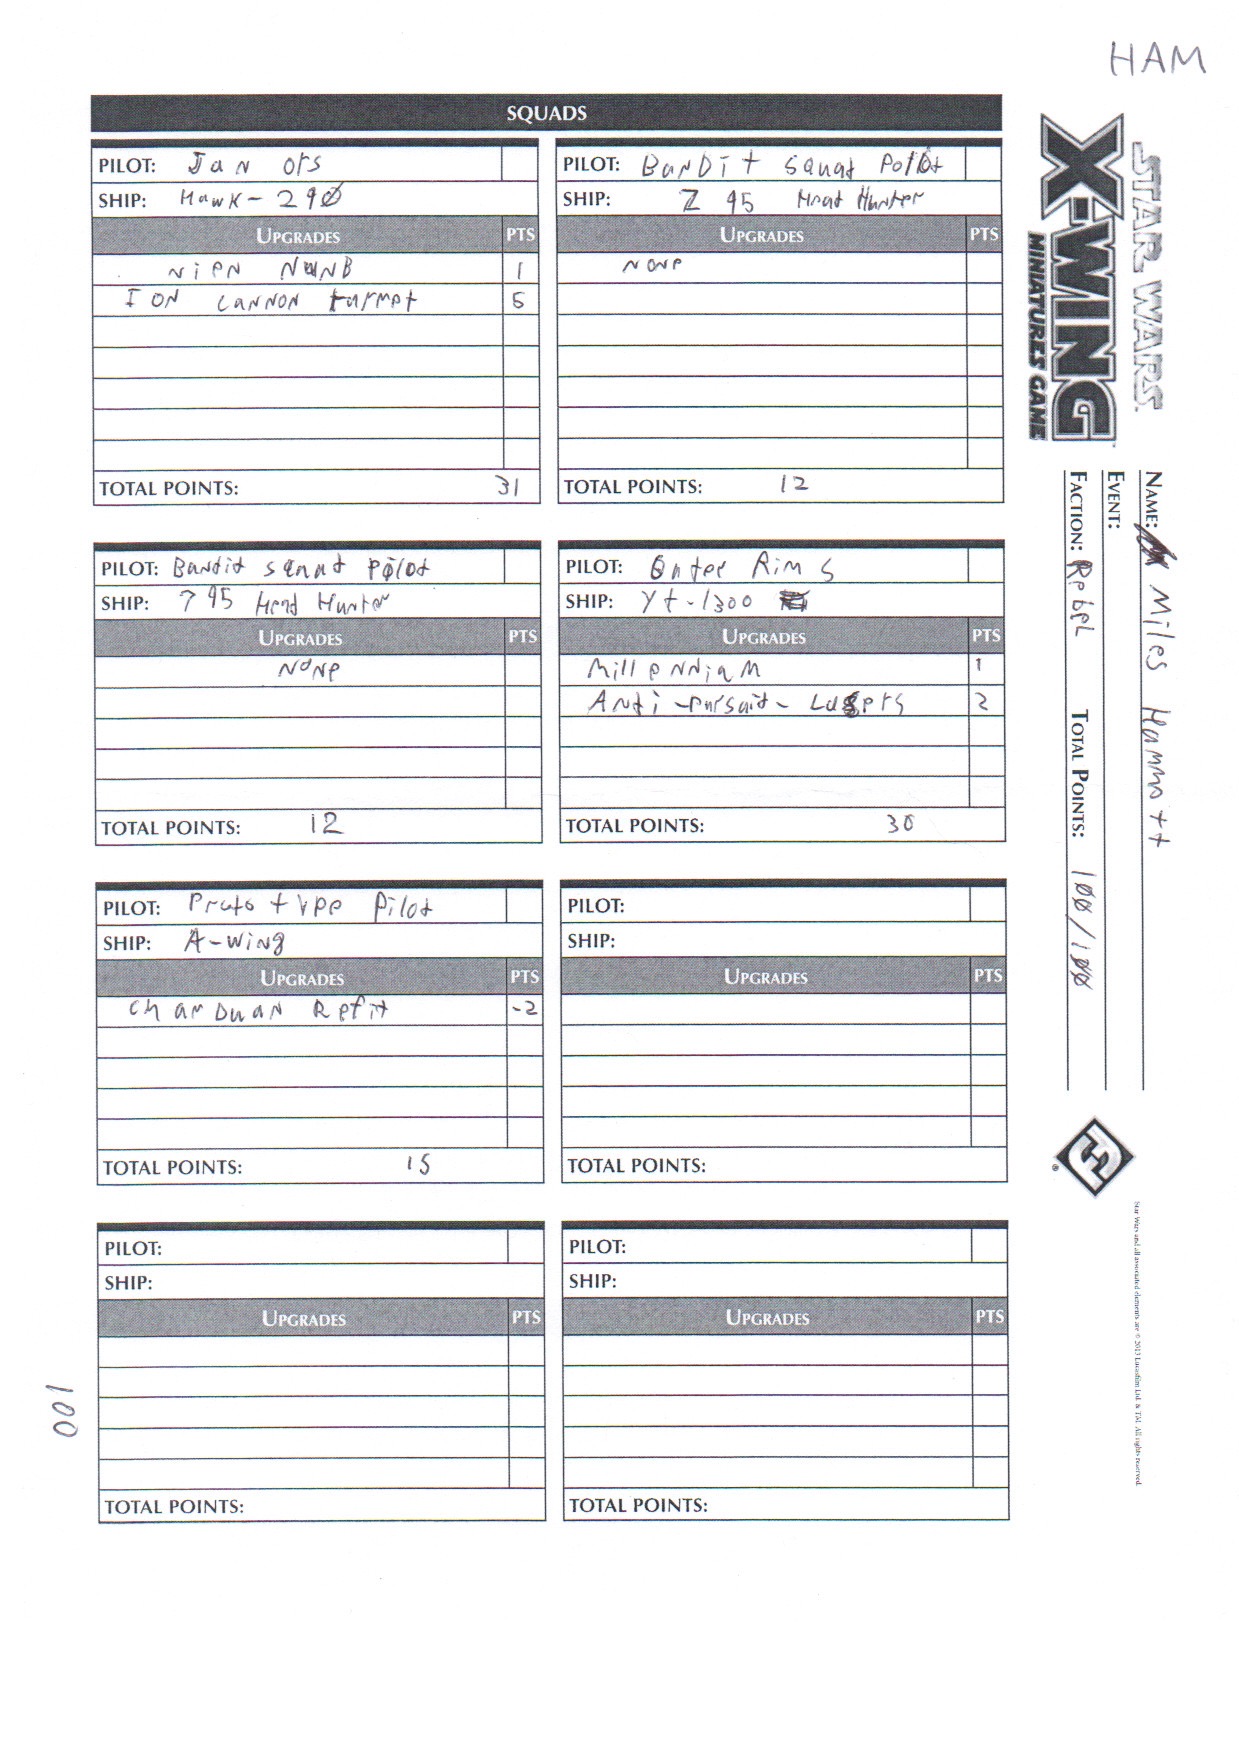 HAM
SQUADS
PILOT: Jan ors
SHIP: Hawk-290
UPGRADES PTS
NieN NuNB 1
ION CaNNON turret 5
TOTAL POINTS: 31
PILOT: BanDit squad Polot
SHIP: Z 95 Head Hunter
UPGRADES PTS
NoNe
TOTAL POINTS: 12
PILOT: Bandit squad Pilot
SHIP: Z 95 Head Hunter
UPGRADES PTS
NoNe
TOTAL POINTS: 12
PILOT: Outer Rim S
SHIP: Yt-1300
UPGRADES PTS
MilleNNiuM 1
ANti-Pursuit-Lasers 2
TOTAL POINTS: 30
PILOT: Proto type Pilot
SHIP: A-wiNg
UPGRADES PTS
CharDuaN Refit -2
TOTAL POINTS: 15
PILOT:
SHIP:
UPGRADES PTS
TOTAL POINTS:
PILOT:
SHIP:
UPGRADES PTS
TOTAL POINTS:
PILOT:
SHIP:
UPGRADES PTS
TOTAL POINTS:
100
STAR WARS
X-WING
MINIATURES GAME
NAME: Miles Hammott
EVENT:
FACTION: Rebel TOTAL POINTS: 100/100
Star Wars and all associated elements are © 2013 Lucasfilm Ltd. & TM. All rights reserved.